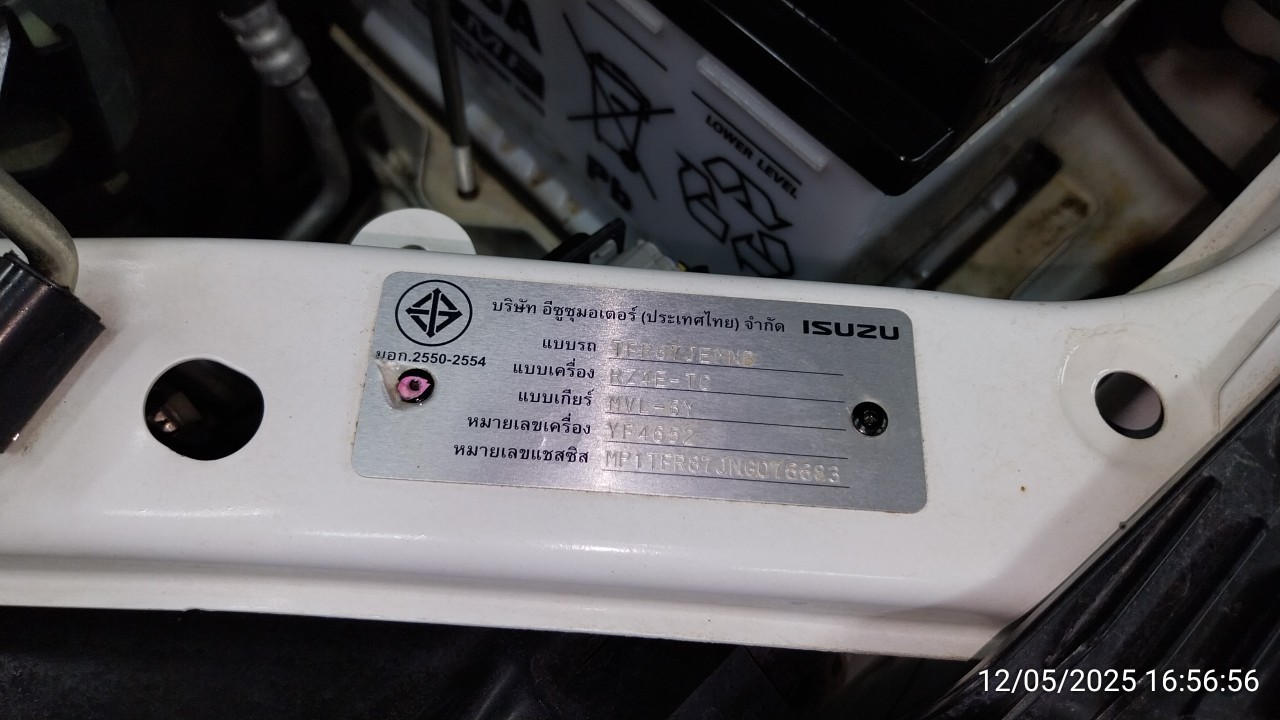 LOWER LEVEL
Pb
บริษัท อีซูซุมอเตอร์ (ประเทศไทย) จำกัด ISUZU
มอก.2550-2554
แบบรถ
แบบเครื่อง RZ4E-TC
แบบเกียร์ MVL-6Y
หมายเลขเครื่อง YF4652
หมายเลขแชสซิส MP1TFR87JNG076683
12/05/2025 16:56:56